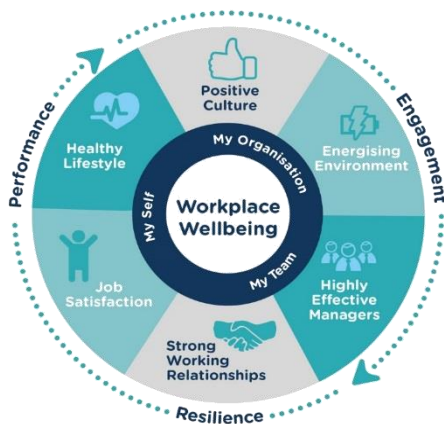 Positive
Culture
Engagement
Energising
Environment
Highly
Effective
Managers
Strong
Working
Relationships
Resilience
Job
Satisfaction
Performance
Healthy
Lifestyle
My Organisation
My Team
My Self
Workplace
Wellbeing